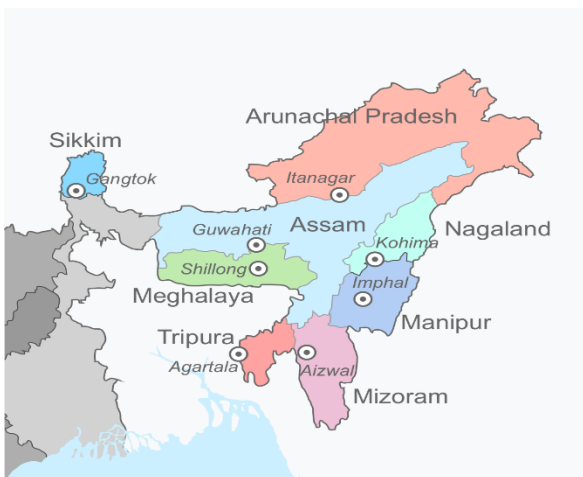 Arunachal Pradesh
Sikkim
Gangtok
Itanagar
Guwahati
Assam
Nagaland
Kohima
Shillong
Imphal
Meghalaya
Manipur
Tripura
Agartala
Aizwal
Mizoram